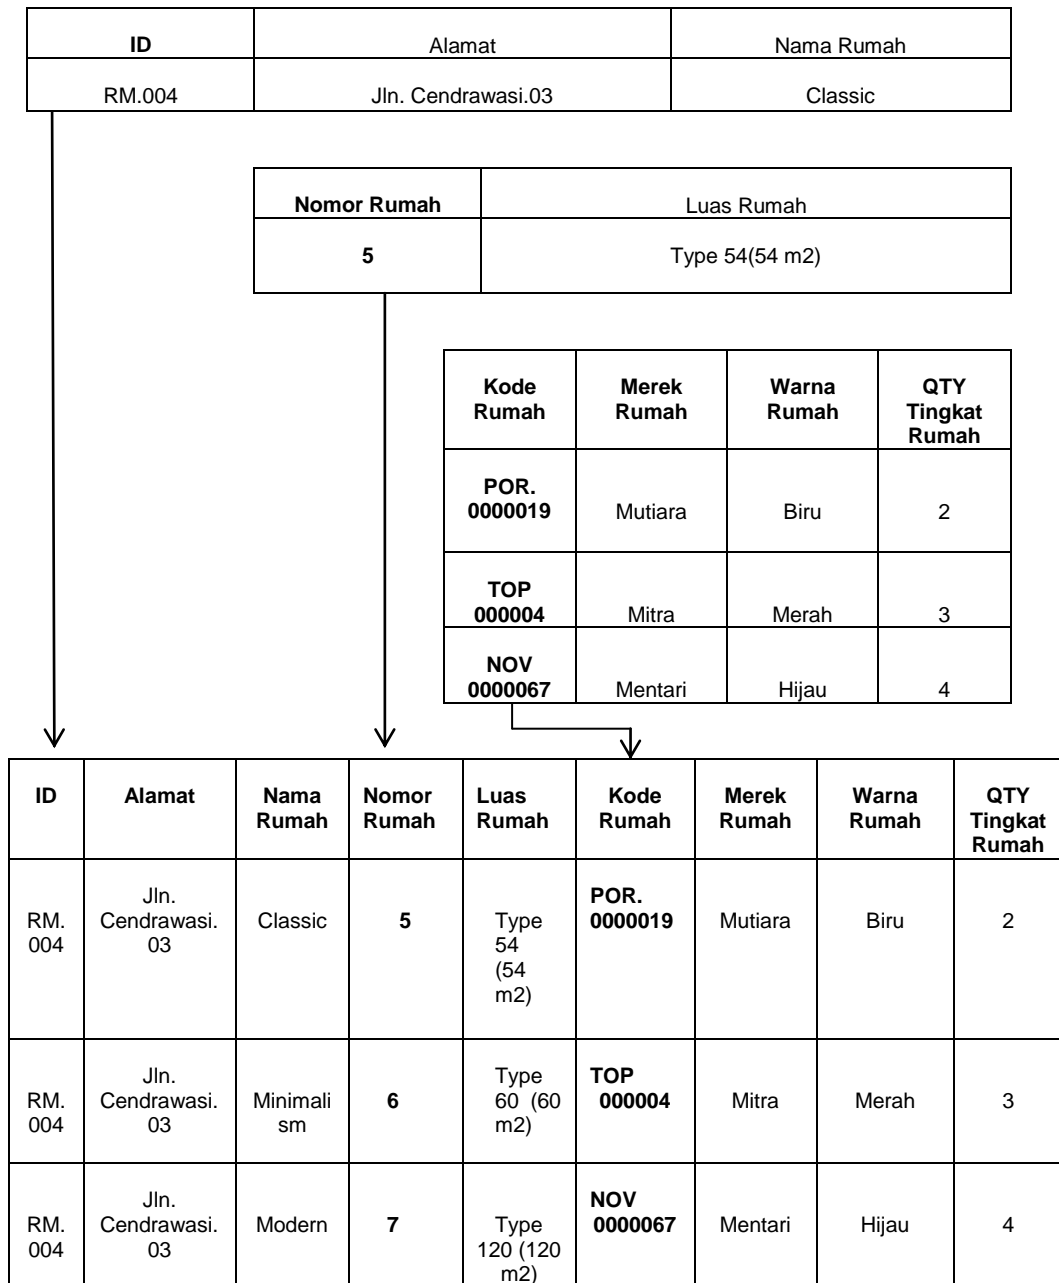 ID Alamat Nama Rumah
RM.004 Jln. Cendrawasi.03 Classic
Nomor Rumah Luas Rumah
5 Type 54(54 m2)
Kode Merek Warna QTY
Rumah Rumah Rumah Tingkat
Rumah
POR.
0000019 Mutiara Biru 2
TOP
000004 Mitra Merah 3
NOV
0000067 Mentari Hijau 4
ID Alamat Nama Nomor Luas Kode Merek Warna QTY
Rumah Rumah Rumah Rumah Rumah Rumah Tingkat
Rumah
Jln. POR.
RM. Cendrawasi. Classic 5 Type 0000019 Mutiara Biru 2
004 03 54
(54
m2)
Jln. Type TOP
RM. Cendrawasi. Minimali 6 60 (60 000004 Mitra Merah 3
004 03 sm m2)
Jln. NOV
RM. Cendrawasi. Modern 7 Type 0000067 Mentari Hijau 4
004 03 120 (120
m2)